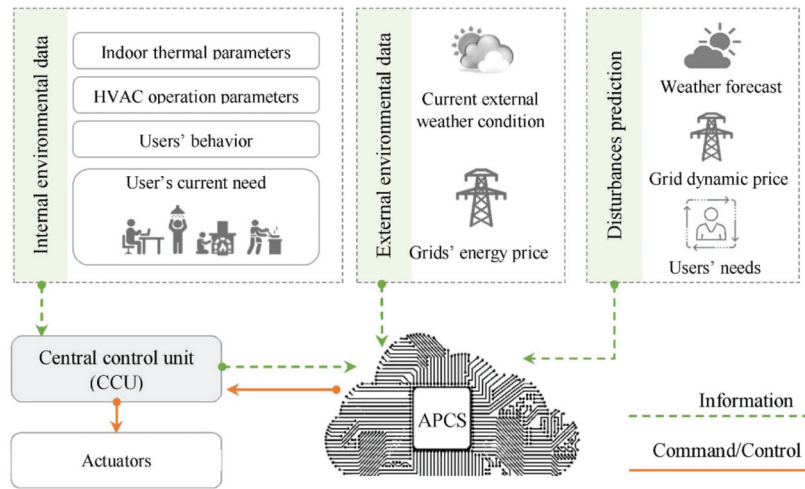 Internal environmental data
Indoor thermal parameters
HVAC operation parameters
Users' behavior
User's current need
External environmental data
Current external
weather condition
Grids' energy price
Disturbances prediction
Weather forecast
Grid dynamic price
Users' needs
Central control unit
(CCU)
Actuators
APCS
Information
Command/Control